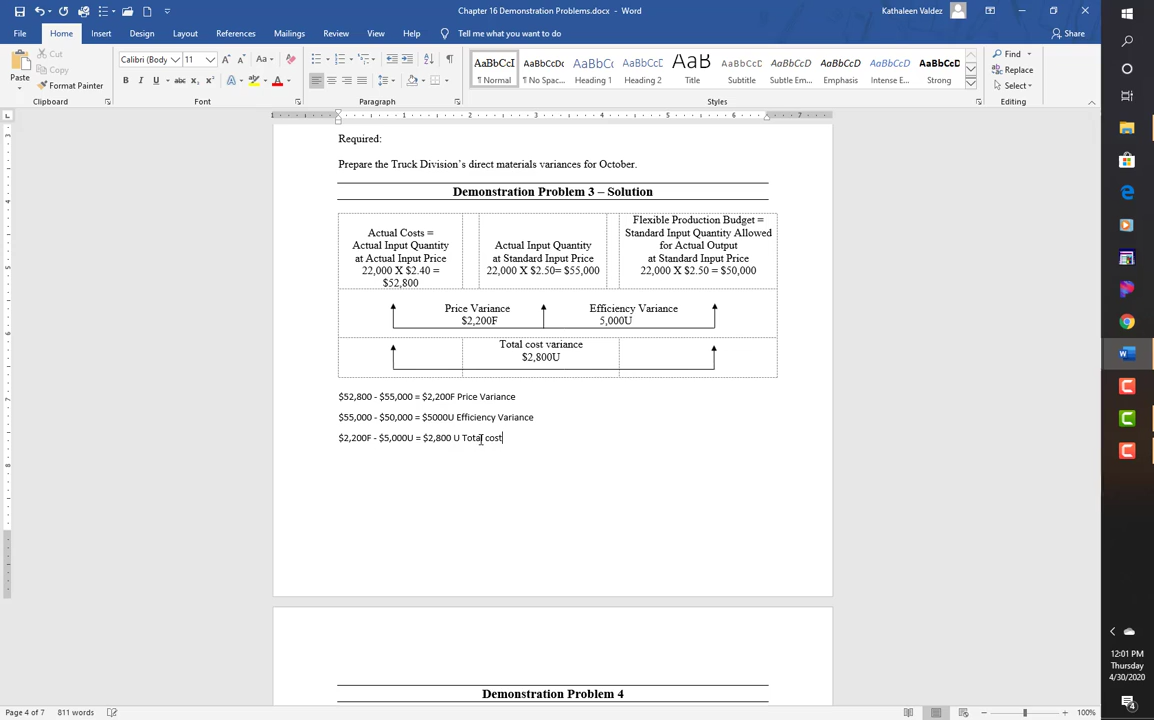 Chapter 16 Demonstration Problems.docx - Word
Kathaleen Valdez
File Home Insert Design Layout References Mailings Review View Help Tell me what you want to do
Share
Paste
Cut
Copy
Format Painter
Clipboard
Calibri (Body 11
Font
Paragraph
AaBbCcI
¶ Normal
AaBbCcDc
¶ No Spac...
AaBbC
Heading 1
AaBbCcE
Heading 2
AaB
Title
AaBbCcD
Subtitle
AaBbCcDc
Subtle Em...
AaBbCcDc
Emphasis
AaBbCcDc
Intense E...
AaBbCcDc
Strong
Styles
Find
Replace
Select
Editing
Required:
Prepare the Truck Division's direct materials variances for October.
Demonstration Problem 3 – Solution
Actual Costs =
Actual Input Quantity
at Actual Input Price
22,000 X $2.40 =
$52,800
Actual Input Quantity
at Standard Price
22,000 X $2.50= $55,000
Flexible Production Budget =
Standard Input Quantity Allowed
for Actual Output
at Standard Input Price
22,000 X $2.50 = $50,000
Price Variance
$2,200F
Efficiency Variance
5,000U
Total cost variance
$2,800U
$52,800 - $55,000 = $2,200F Price Variance
$55,000 - $50,000 = $5000U Efficiency Variance
$2,200F - $5,000U = $2,800 U Total cost
Demonstration Problem 4
Page 4 of 7 811 words
100%
12:01 PM
Thursday
4/30/2020